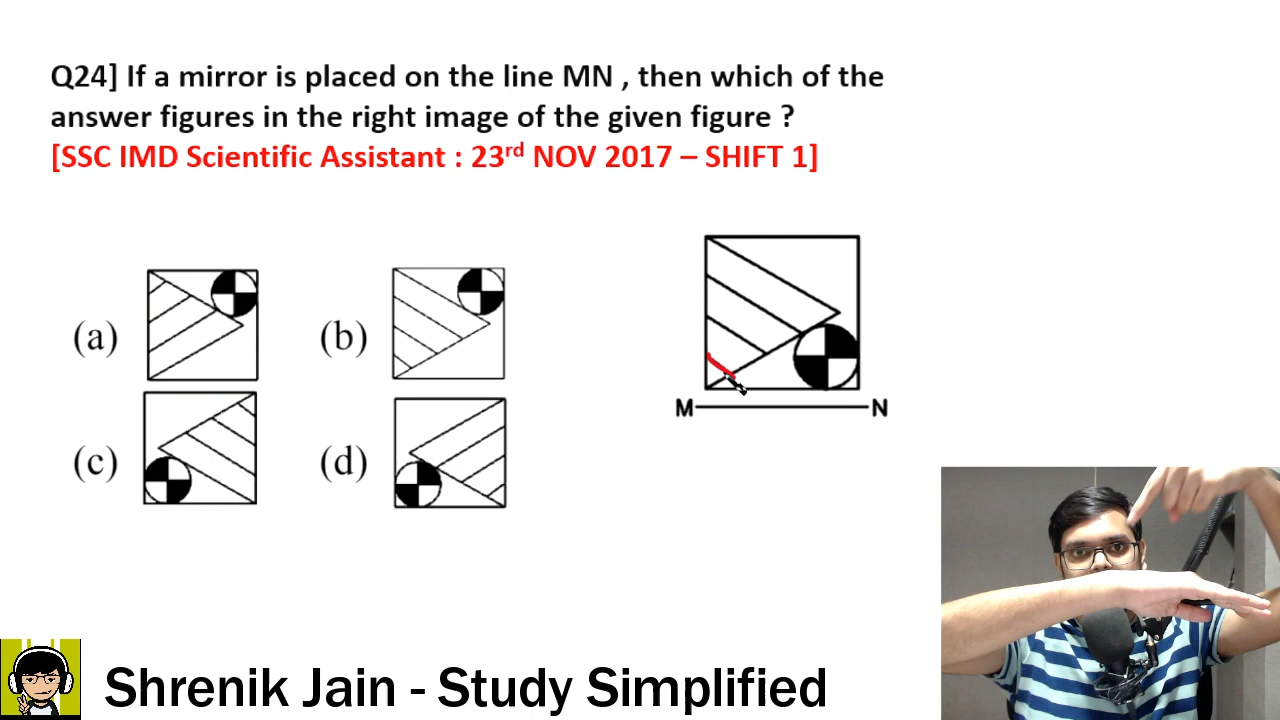 Q24] If a mirror is placed on the line MN , then which of the
answer figures in the right image of the given figure ?
[SSC IMD Scientific Assistant : 23rd NOV 2017 – SHIFT 1]
(a)
(b)
(c)
(d)
M
N
Shrenik Jain - Study Simplified